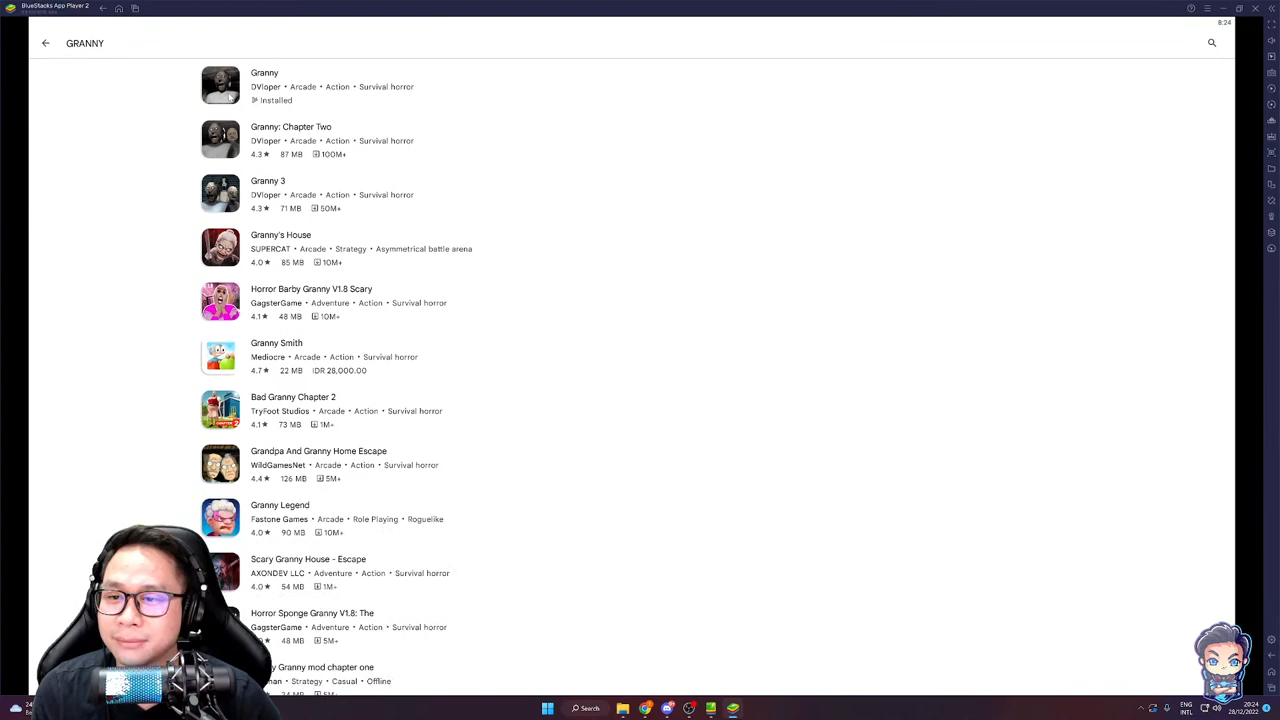 BlueStacks App Player 2
8:24
GRANNY
Granny
DVloper • Arcade • Action • Survival horror
Installed
Granny: Chapter Two
DVloper • Arcade • Action • Survival horror
4.3★ 87 MB 100M+
Granny 3
DVloper • Arcade • Action • Survival horror
4.3★ 71 MB 50M+
Granny's House
SUPERCAT • Arcade • Strategy • Asymmetrical battle arena
4.0★ 85 MB 10M+
Horror Barby Granny V1.8 Scary
GagsterGame • Adventure • Action • Survival horror
4.1★ 48 MB 10M+
Granny Smith
Mediocre • Arcade • Action • Survival horror
4.7★ 22 MB IDR 28,000.00
Bad Granny Chapter 2
TryFoot Studios • Arcade • Action • Survival horror
4.1★ 73 MB 1M+
Grandpa And Granny Home Escape
WildGamesNet • Arcade • Action • Survival horror
4.4★ 126 MB 5M+
Granny Legend
Fastone Games • Arcade • Role Playing • Roguelike
4.0★ 90 MB 10M+
Scary Granny House - Escape
AXONDEV LLC • Adventure • Action • Survival horror
4.0★ 54 MB 1M+
Horror Sponge Granny V1.8: The
GagsterGame • Adventure • Action • Survival horror
★ 48 MB 5M+
Granny mod chapter one
• Strategy • Casual • Offline
24°
Search
ENG
INTL
20:24
28/12/2022